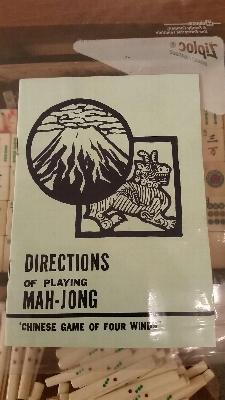 Ziploc®
DIRECTIONS
OF PLAYING
MAH-JONG
"CHINESE GAME OF FOUR WINDS"